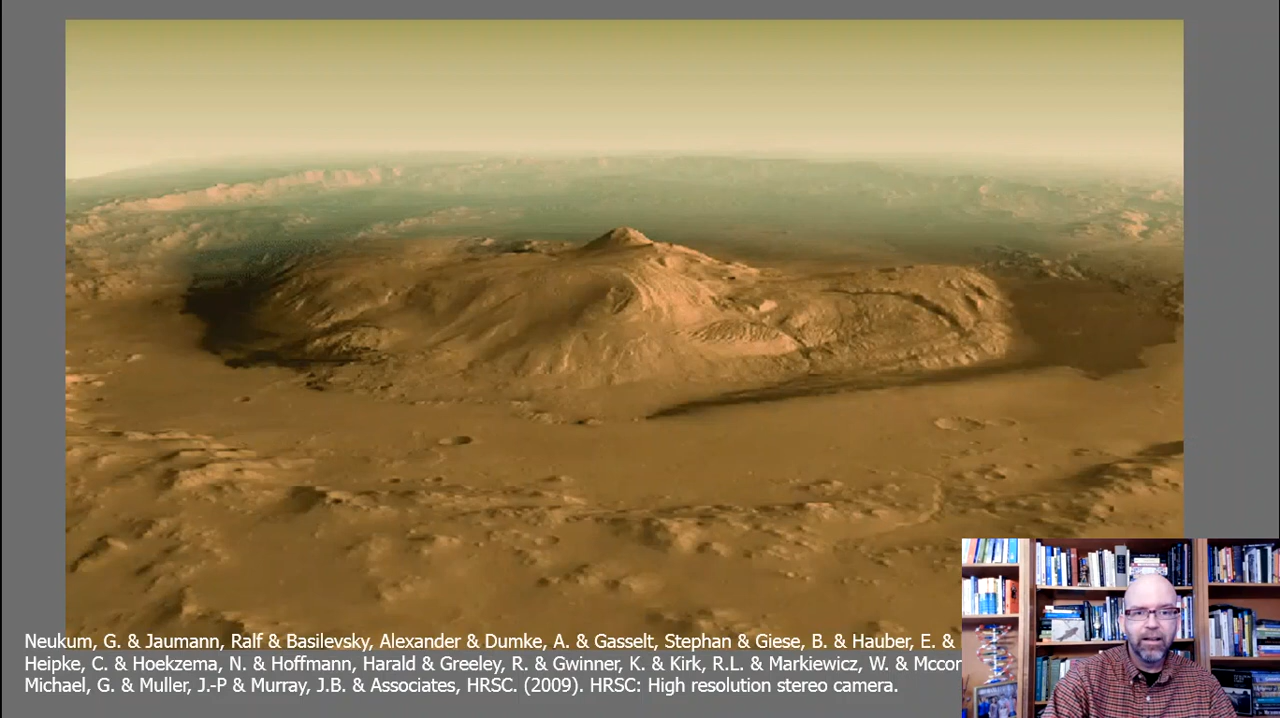 Neukum, G. & Jaumann, Ralf & Basilevsky, Alexander & Dumke, A. & Gasselt, Stephan & Giese, B. & Hauber, E. &
Heipke, C. & Hoekzema, N. & Hoffmann, Harald & Greeley, R. & Gwinner, K. & Kirk, R.L. & Markiewicz, W. & Mccor
Michael, G. & Muller, J.-P & Murray, J.B. & Associates, HRSC. (2009). HRSC: High resolution stereo camera.